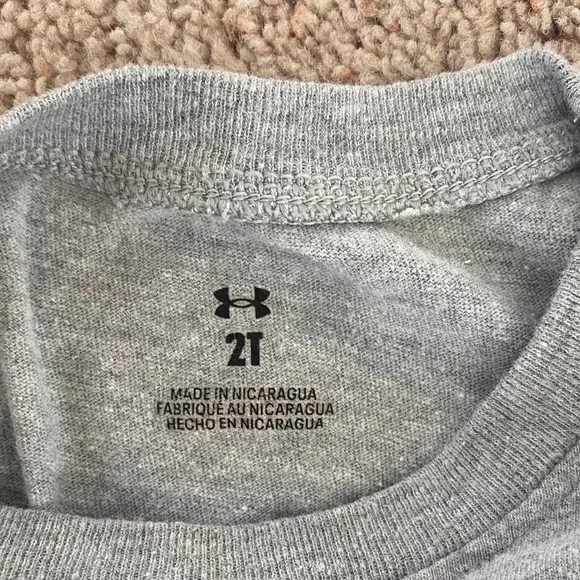 2T
MADE IN NICARAGUA
FABRIQUÉ AU NICARAGUA
HECHO EN NICARAGUA